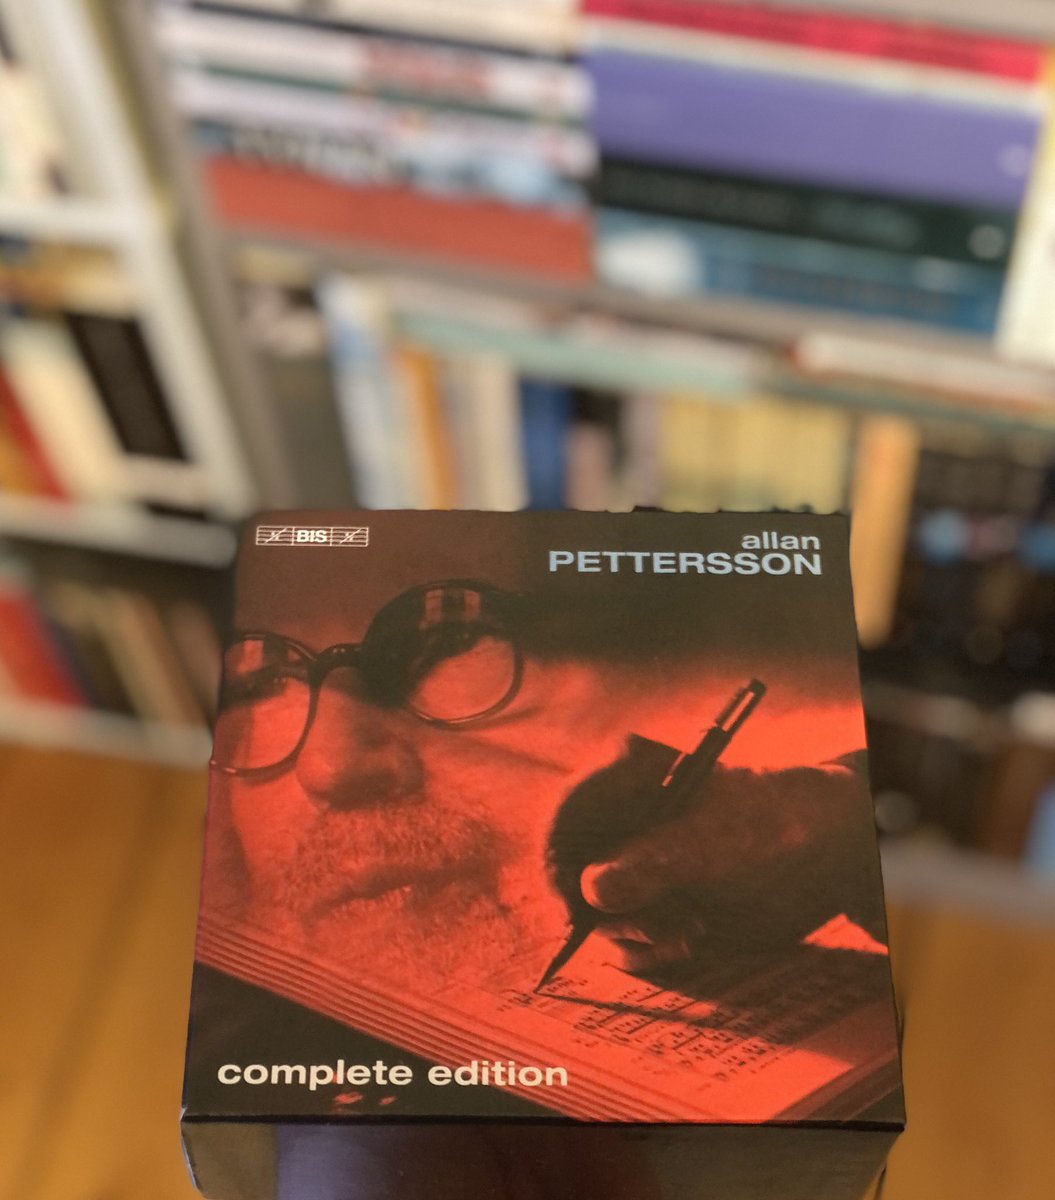 BIS
allan
PETTERSSON
complete edition